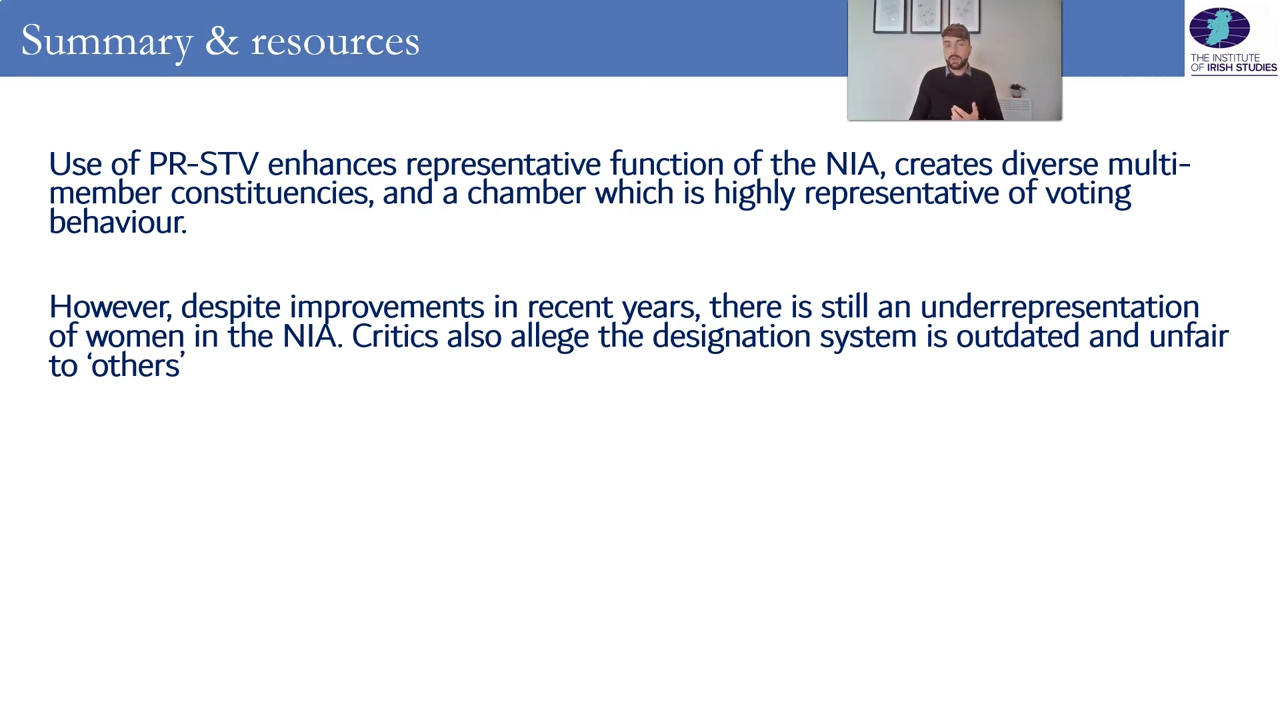 Summary & resources
THE INSTITUTE
OF IRISH STUDIES
Use of PR-STV enhances representative function of the NIA, creates diverse multi-
member constituencies, and a chamber which is highly representative of voting
behaviour.
However, despite improvements in recent years, there is still an underrepresentation
of women in the NIA. Critics also allege the designation system is outdated and unfair
to ‘others’